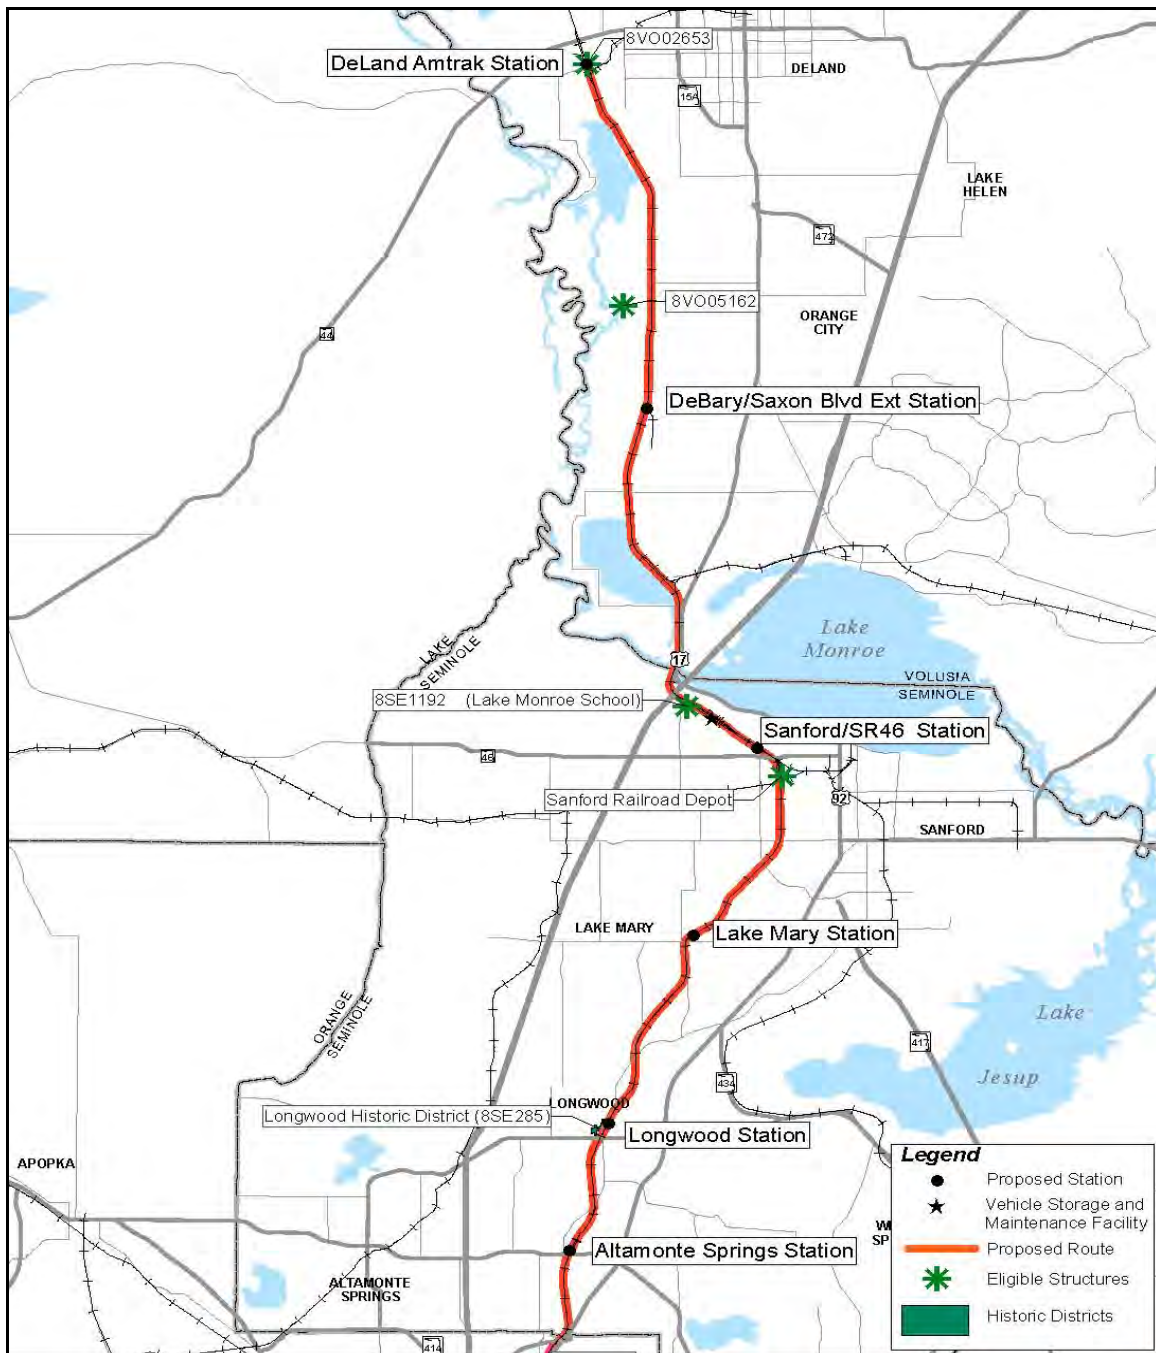 8VO02653
DeLand Amtrak Station
DELAND
15A
LAKE
HELEN
472
8VO05162
ORANGE
CITY
44
DeBary/Saxon Blvd Ext Station
Lake
Monroe
LAKE
SEMINOLE
17
VOLUSIA
SEMINOLE
8SE1192 (Lake Monroe School)
Sanford/SR46 Station
46
Sanford Railroad Depot
92
SANFORD
LAKE MARY
Lake Mary Station
ORANGE
SEMINOLE
Lake
Jesup
417
434
LONGWOOD
Longwood Historic District (8SE285)
Longwood Station
APOPKA
Legend
Proposed Station
Vehicle Storage and
Maintenance Facility
Proposed Route
Eligible Structures
Historic Districts
Altamonte Springs Station
ALTAMONTE
SPRINGS
414